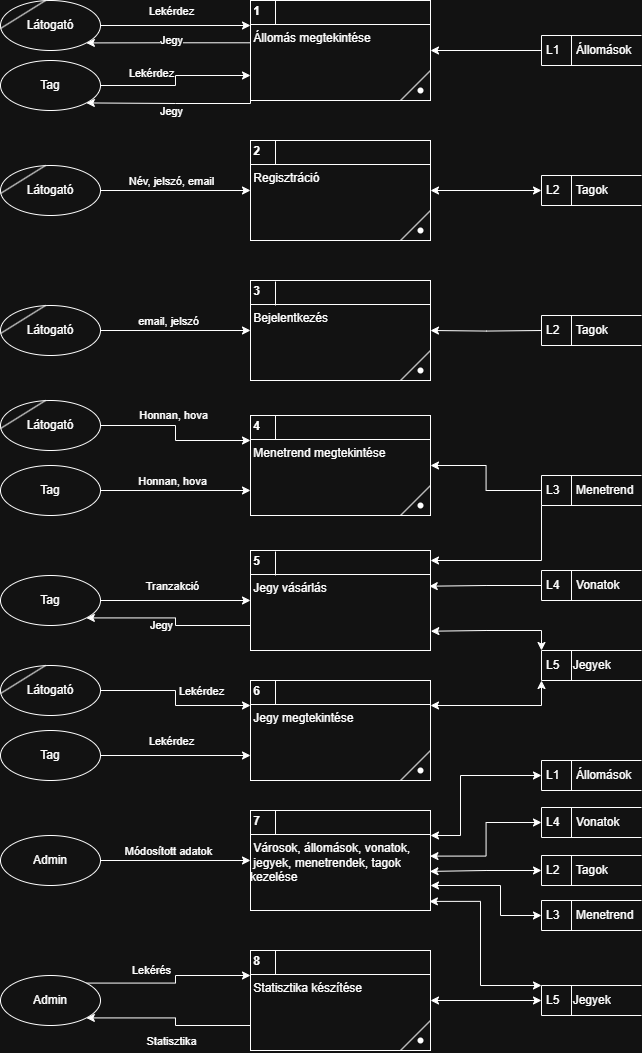 Látogató
Lekérdez
Jegy
1
Állomás megtekintése
L1 Állomások
Tag
Lekérdez
Jegy
Látogató
Név, jelszó, email
2
Regisztráció
L2 Tagok
Látogató
email, jelszó
3
Bejelentkezés
L2 Tagok
Látogató
Honnan, hova
4
Menetrend megtekintése
Tag
Honnan, hova
L3 Menetrend
Tag
Tranzakció
Jegy
5
Jegy vásárlás
L4 Vonatok
L5 Jegyek
Látogató
Lekérdez
6
Jegy megtekintése
Tag
Lekérdez
L1 Állomások
Admin
Módosított adatok
7
Városok, állomások, vonatok,
jegyek, menetrendek, tagok
kezelése
L4 Vonatok
L2 Tagok
L3 Menetrend
Admin
Lekérés
Statisztika
8
Statisztika készítése
L5 Jegyek